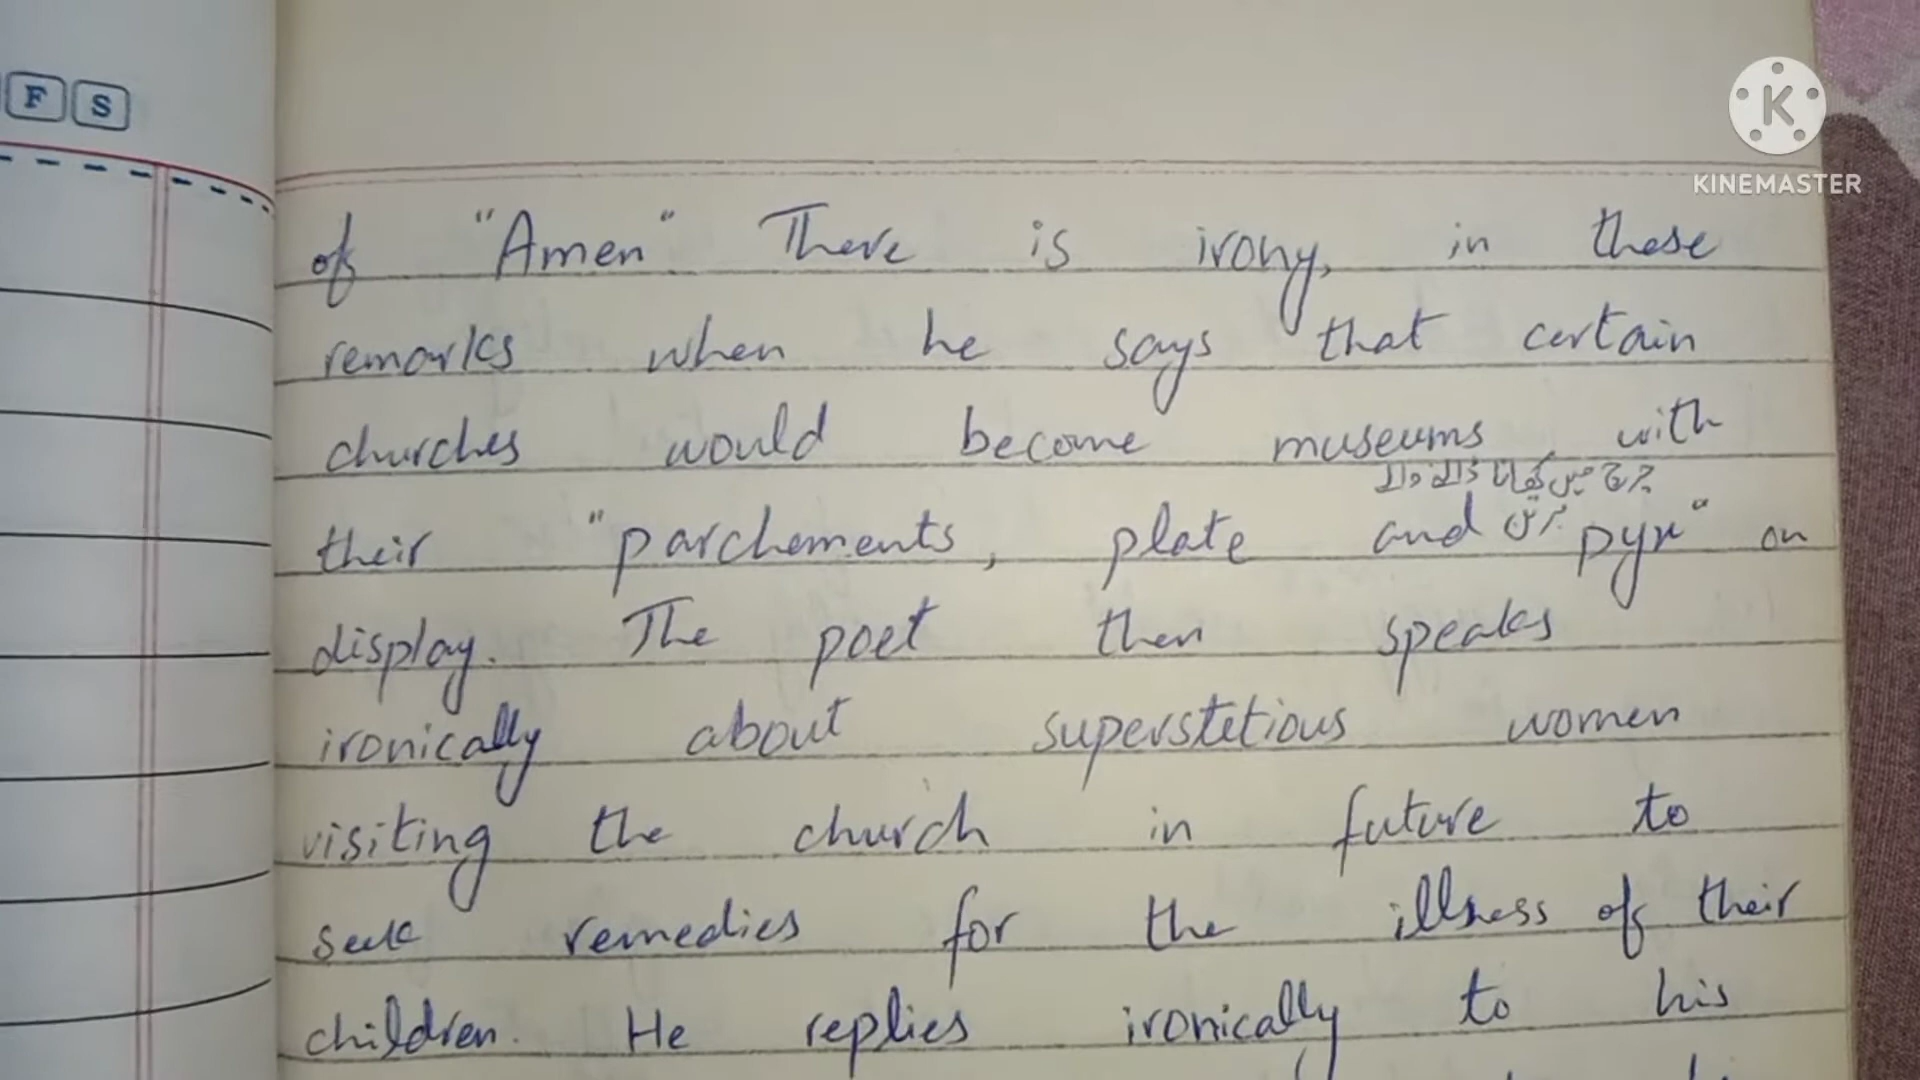 F S
K
KINEMASTER
of "Amen" There is irony, in these
remarks when he says that certain
churches would become museums with
چرچ میں کھانا ڈالنے والے
their "parchements, plate and برتن pyx" on
display. The poet then speaks
ironically about superstetious women
visiting the church in future to
seek remedies for the illness of their
children. He replies ironically to his